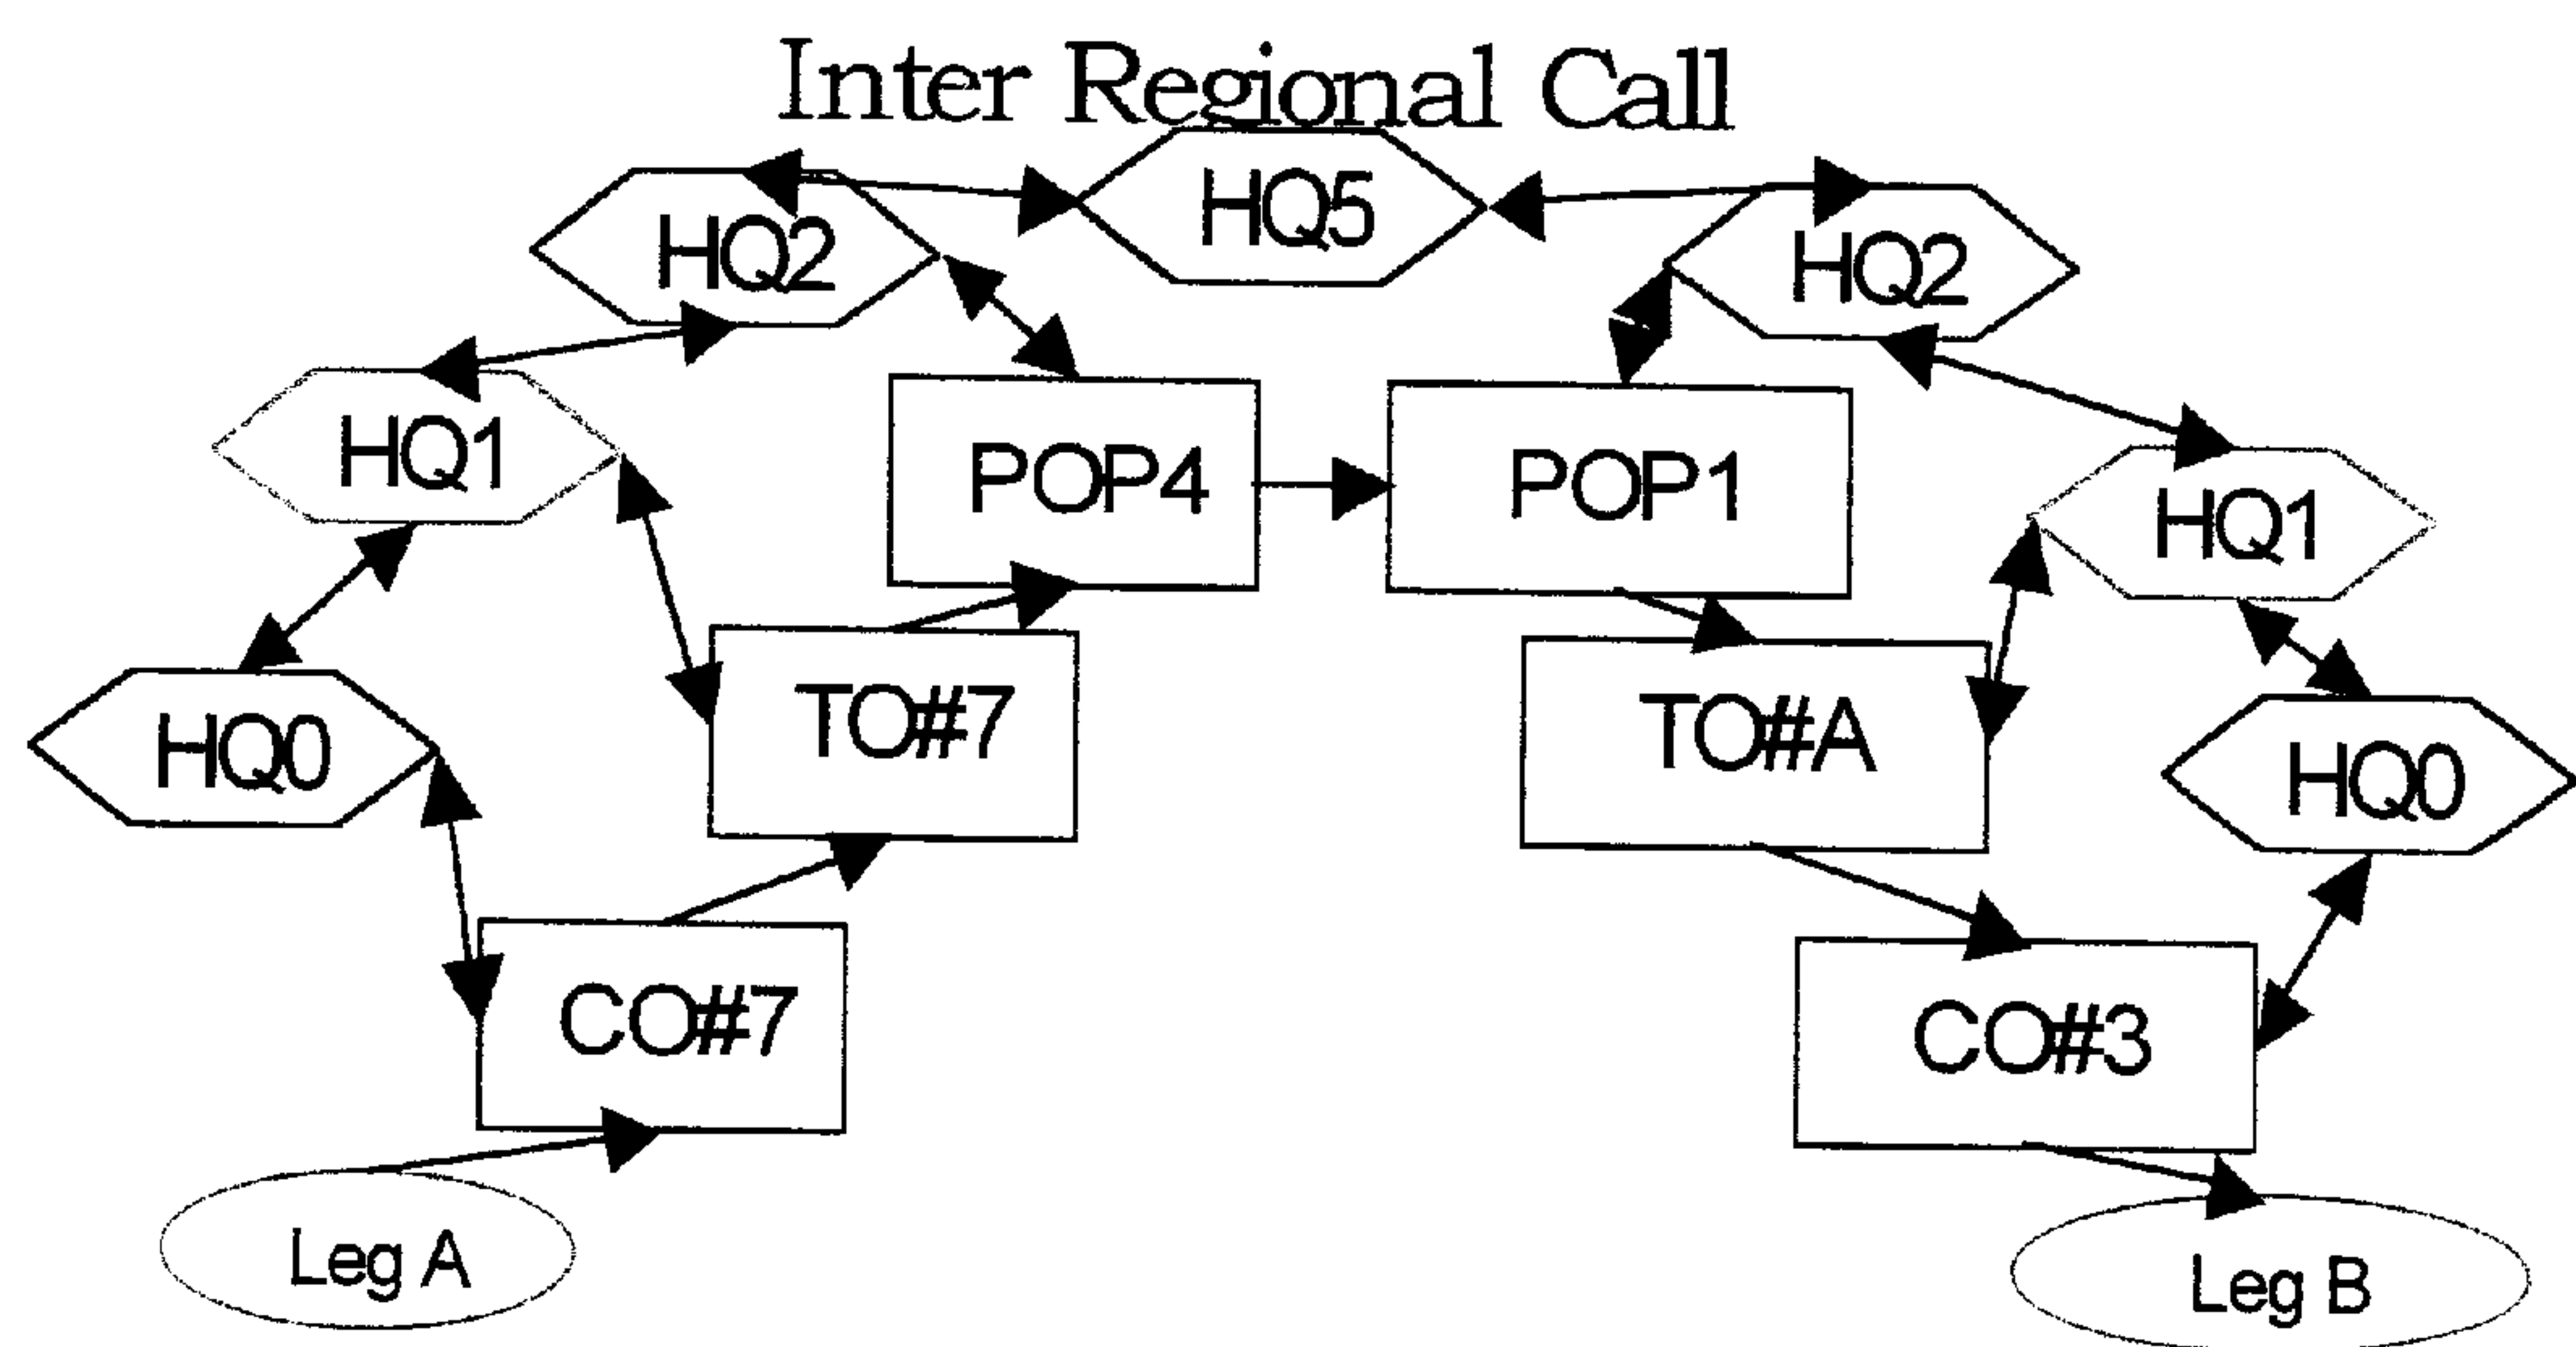 Inter Regional Call
HQ5
HQ2
HQ2
HQ1
POP4
POP1
HQ1
HQ0
TO#7
TO#A
HQ0
CO#7
CO#3
Leg A
Leg B